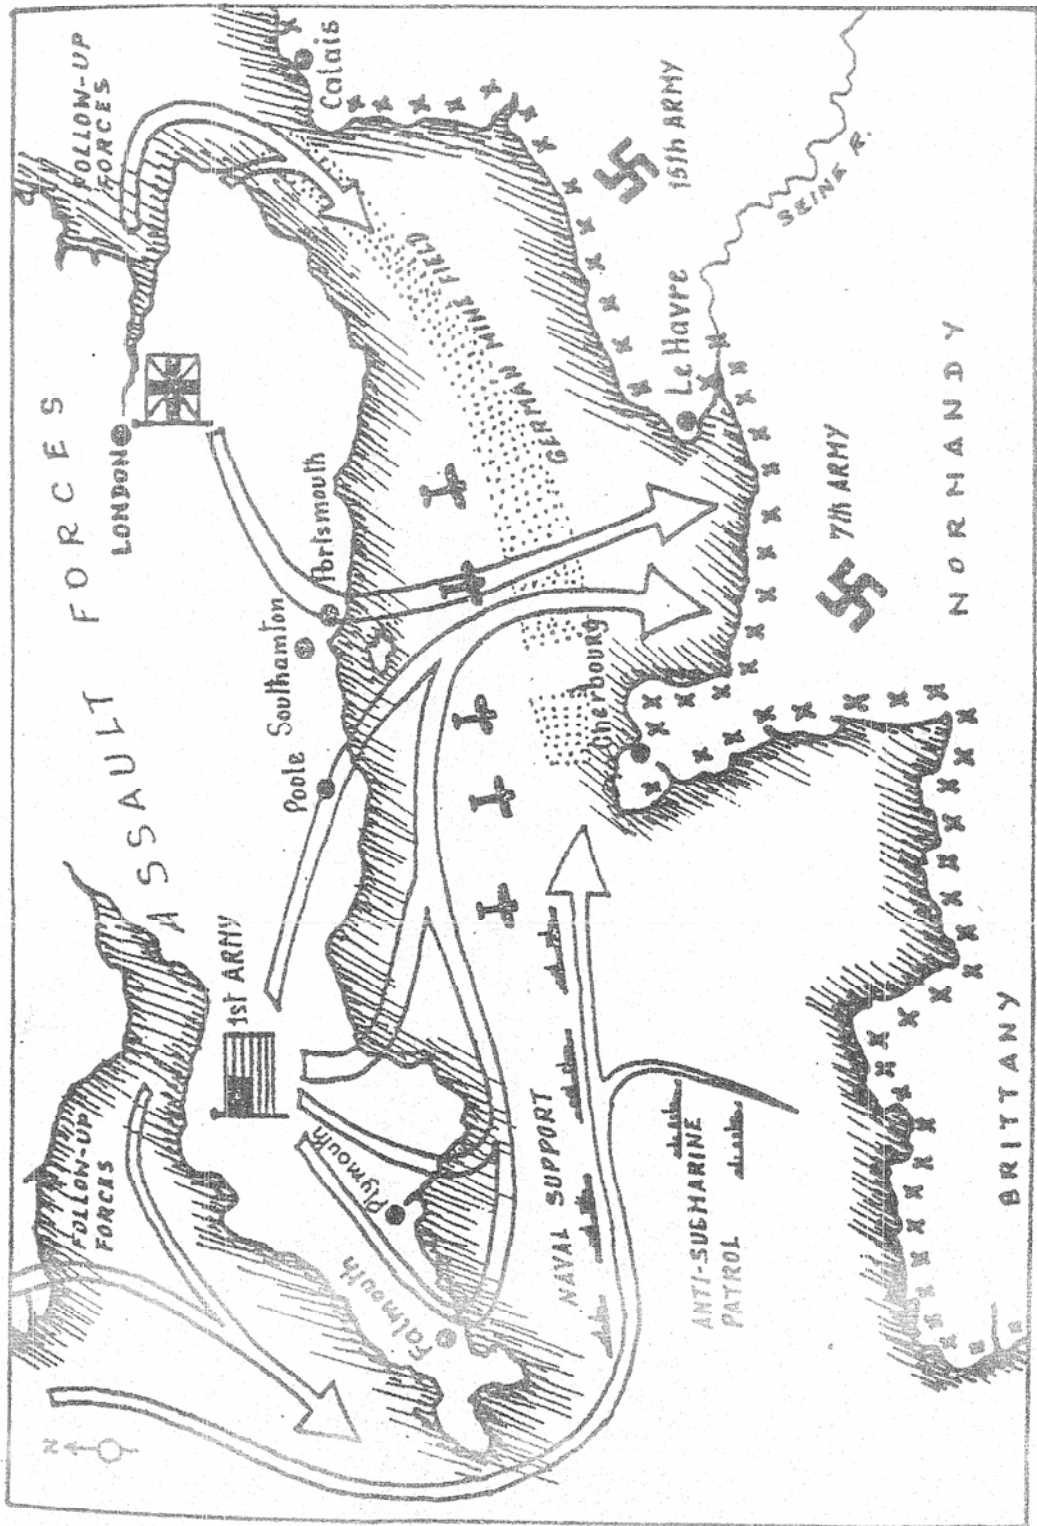 N
FOLLOW-UP
FORCES
1st ARMY
ASSAULT FORCES
LONDON
FOLLOW-UP
FORCES
Falmouth
Plymouth
Poole
Southamton
Portsmouth
Calais
GERMAN MINE FIELD
NAVAL SUPPORT
ANTI-SUBMARINE
PATROL
Cherbourg
Le Havre
15th ARMY
SEINE R.
7th ARMY
BRITTANY
NORMANDY